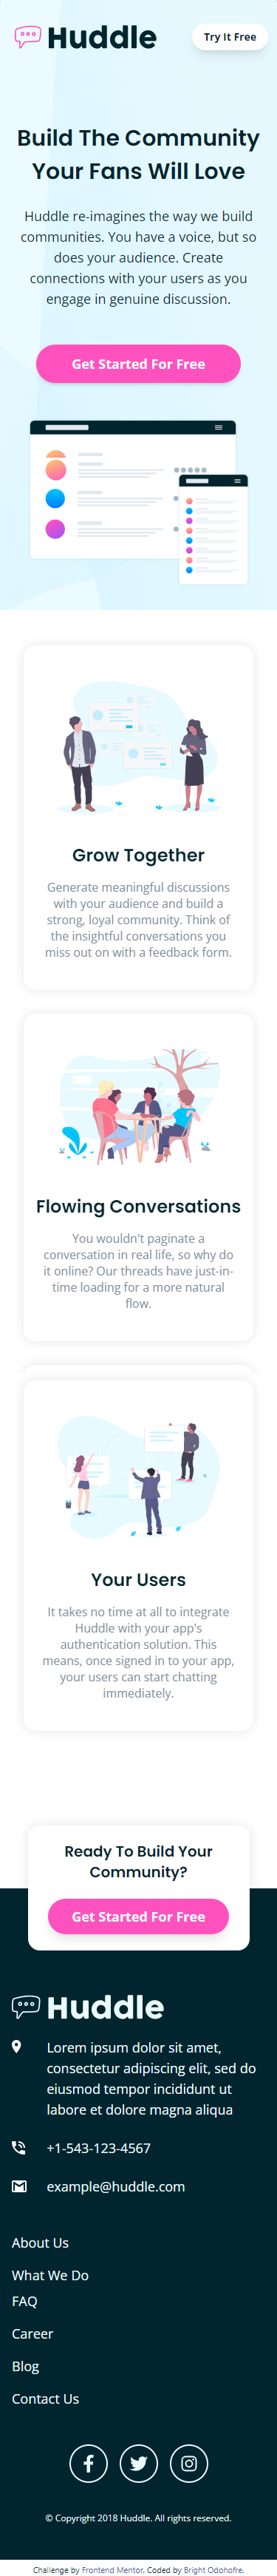 Huddle
Try It Free
Build The Community
Your Fans Will Love
Huddle re-imagines the way we build
communities. You have a voice, but so
does your audience. Create
connections with your users as you
engage in genuine discussion.
Get Started For Free
Grow Together
Generate meaningful discussions
with your audience and build a
strong, loyal community. Think of
the insightful conversations you
miss out on with a feedback form.
Flowing Conversations
You wouldn't paginate a
conversation in real life, so why do
it online? Our threads have just-in-
time loading for a more natural
flow.
Your Users
It takes no time at all to integrate
Huddle with your app's
authentication solution. This
means, once signed in to your app,
your users can start chatting
immediately.
Ready To Build Your
Community?
Get Started For Free
Huddle
Lorem ipsum dolor sit amet,
consectetur adipiscing elit, sed do
eiusmod tempor incididunt ut
labore et dolore magna aliqua
+1-543-123-4567
example@huddle.com
About Us
What We Do
FAQ
Career
Blog
Contact Us
© Copyright 2018 Huddle. All rights reserved.
Challenge by Frontend Mentor. Coded by Bright Odohofre.